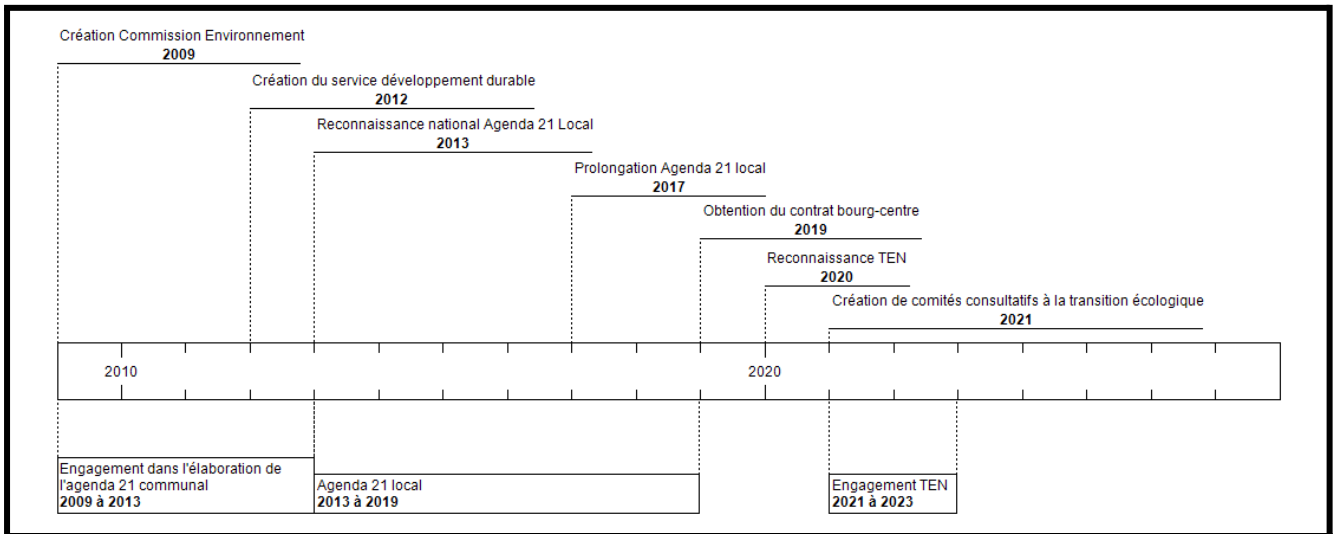 Création Commission Environnement
2009
Création du service développement durable
2012
Reconnaissance national Agenda 21 Local
2013
Prolongation Agenda 21 local
2017
Obtention du contrat bourg-centre
2019
Reconnaissance TEN
2020
Création de comités consultatifs à la transition écologique
2021
2010
2020
Engagement dans l'élaboration de
l'agenda 21 communal
2009 à 2013
Agenda 21 local
2013 à 2019
Engagement TEN
2021 à 2023